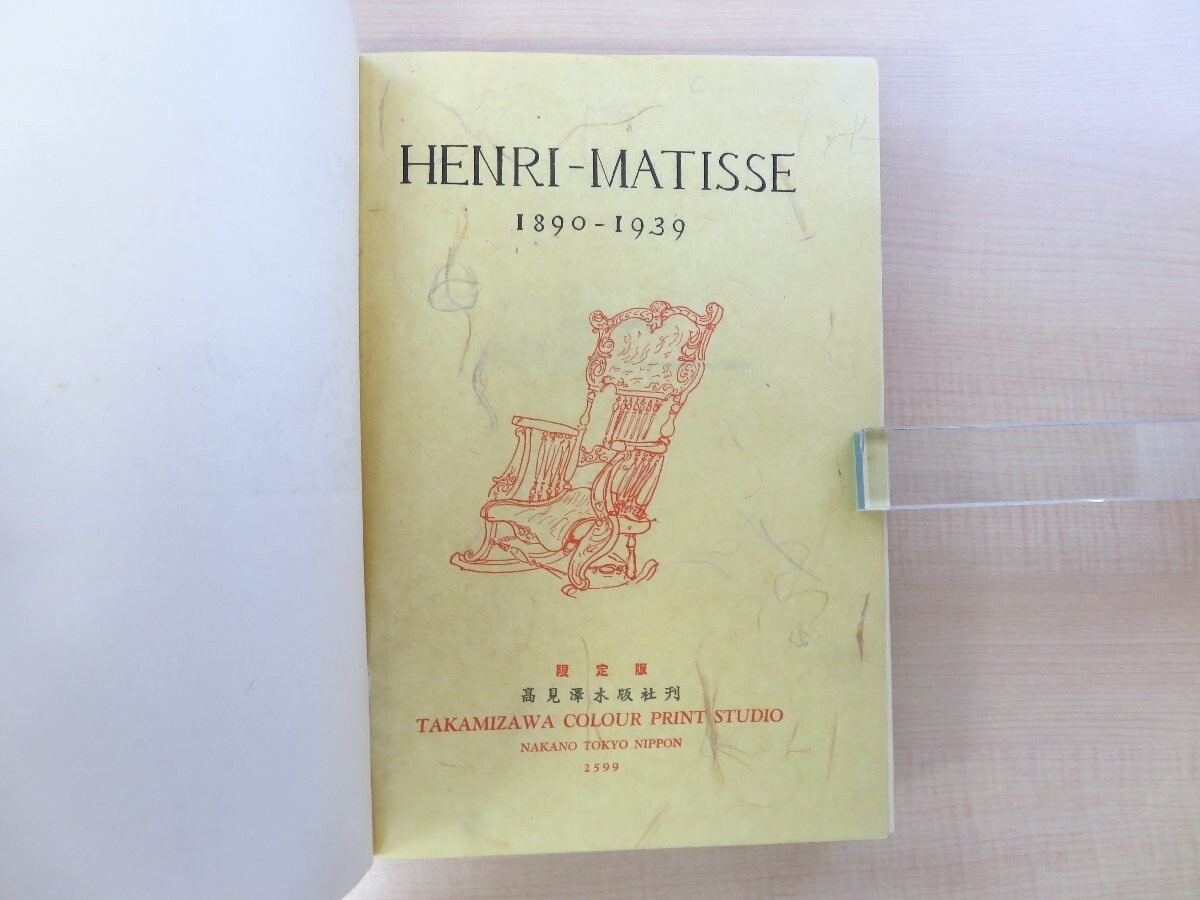 HENRI-MATISSE
1890-1939
限定版
高見澤木版社刊
TAKAMIZAWA COLOUR PRINT STUDIO
NAKANO TOKYO NIPPON
2599